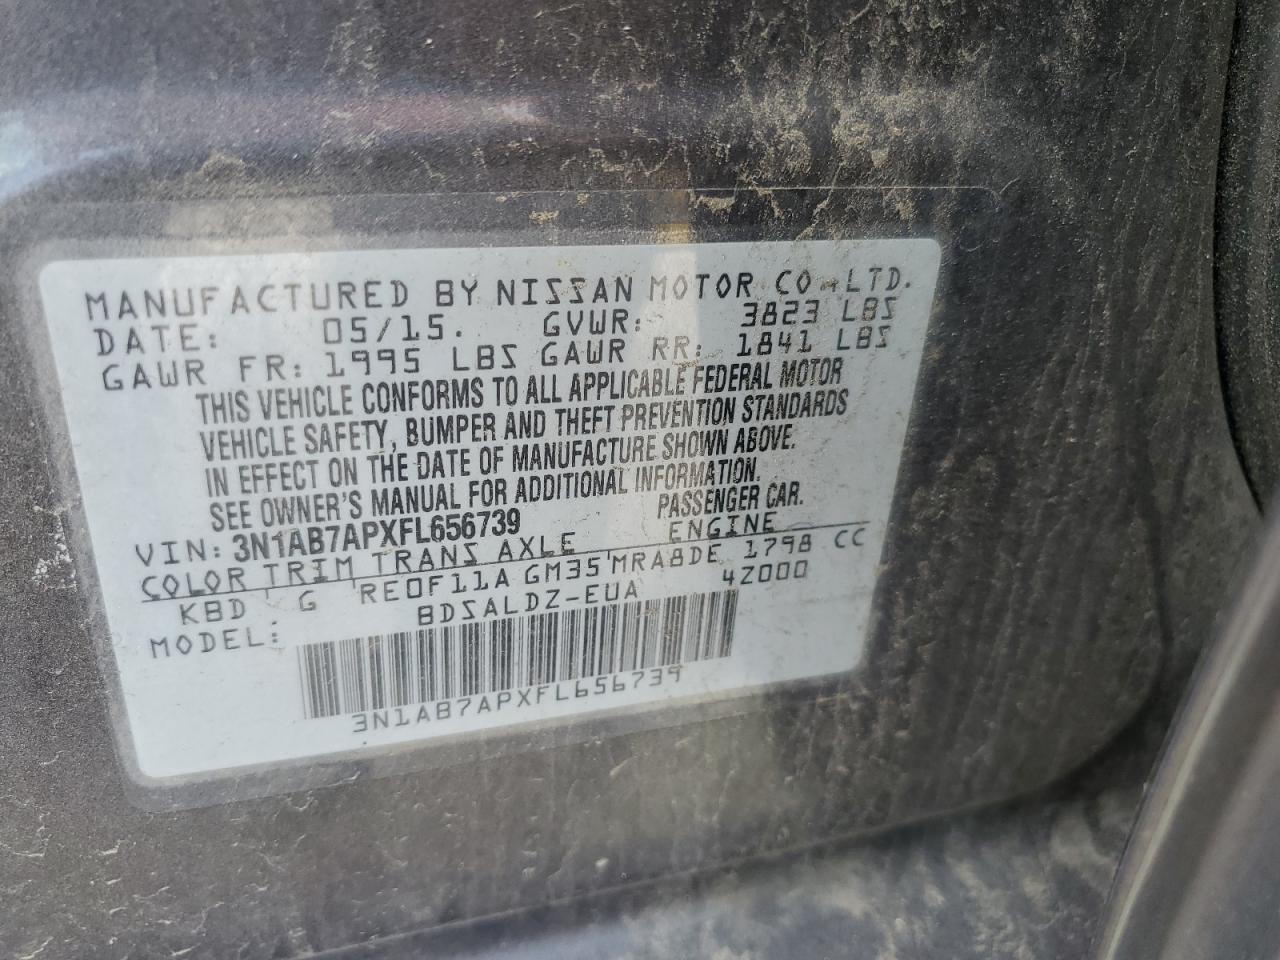 MANUFACTURED BY NISSAN MOTOR CO.,LTD.
DATE: 05/15. GVWR: 3823 LBS
GAWR FR: 1995 LBS GAWR RR: 1841 LBS
THIS VEHICLE CONFORMS TO ALL APPLICABLE FEDERAL MOTOR
VEHICLE SAFETY, BUMPER AND THEFT PREVENTION STANDARDS
IN EFFECT ON THE DATE OF MANUFACTURE SHOWN ABOVE.
SEE OWNER'S MANUAL FOR ADDITIONAL INFORMATION.
VIN: 3N1AB7APXFL656739 PASSENGER CAR.
COLOR TRIM TRANS AXLE ENGINE
KBD G RE0F11A GM35 MRA8DE 1798 CC
MODEL: BDSALDZ-EUA 4Z000
3N1AB7APXFL656739